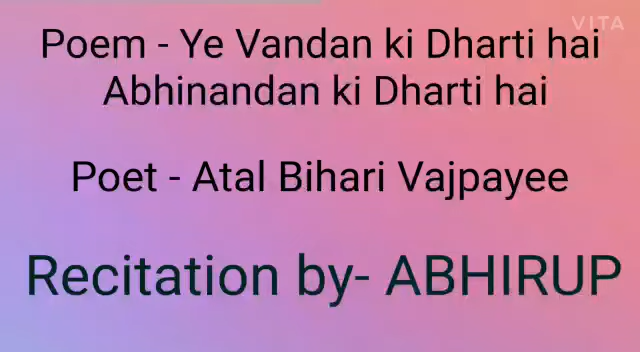 VITA
Poem - Ye Vandan ki Dharti hai
Abhinandan ki Dharti hai
Poet - Atal Bihari Vajpayee
Recitation by- ABHIRUP